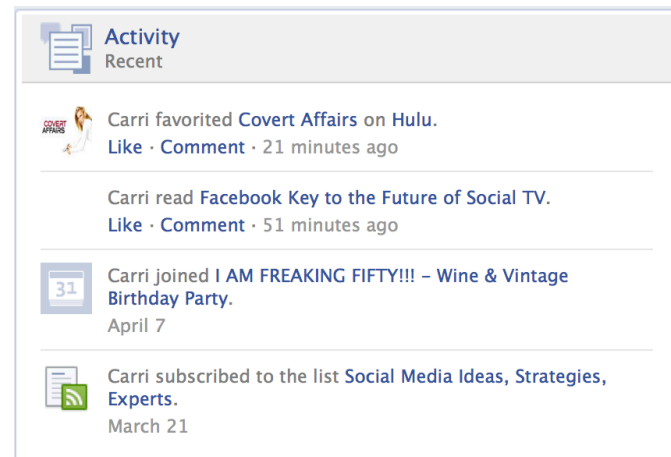 Activity
Recent
COVERT
AFFAIRS
Carri favorited Covert Affairs on Hulu.
Like · Comment · 21 minutes ago
Carri read Facebook Key to the Future of Social TV.
Like · Comment · 51 minutes ago
31
Carri joined I AM FREAKING FIFTY!!! – Wine & Vintage
Birthday Party.
April 7
Carri subscribed to the list Social Media Ideas, Strategies,
Experts.
March 21